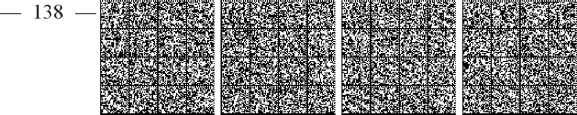 — 138 —